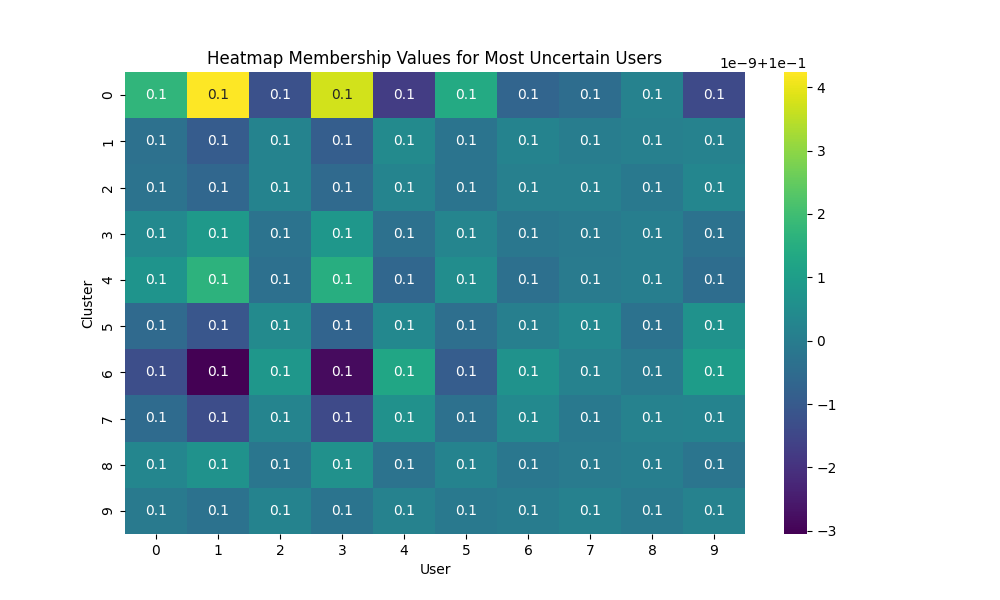 Heatmap Membership Values for Most Uncertain Users
1e−9+1e−1
0 0.1 0.1 0.1 0.1 0.1 0.1 0.1 0.1 0.1 0.1
1 0.1 0.1 0.1 0.1 0.1 0.1 0.1 0.1 0.1 0.1
2 0.1 0.1 0.1 0.1 0.1 0.1 0.1 0.1 0.1 0.1
3 0.1 0.1 0.1 0.1 0.1 0.1 0.1 0.1 0.1 0.1
4 0.1 0.1 0.1 0.1 0.1 0.1 0.1 0.1 0.1 0.1
5 0.1 0.1 0.1 0.1 0.1 0.1 0.1 0.1 0.1 0.1
6 0.1 0.1 0.1 0.1 0.1 0.1 0.1 0.1 0.1 0.1
7 0.1 0.1 0.1 0.1 0.1 0.1 0.1 0.1 0.1 0.1
8 0.1 0.1 0.1 0.1 0.1 0.1 0.1 0.1 0.1 0.1
9 0.1 0.1 0.1 0.1 0.1 0.1 0.1 0.1 0.1 0.1
0 1 2 3 4 5 6 7 8 9
User
Cluster
4
3
2
1
0
−1
−2
−3